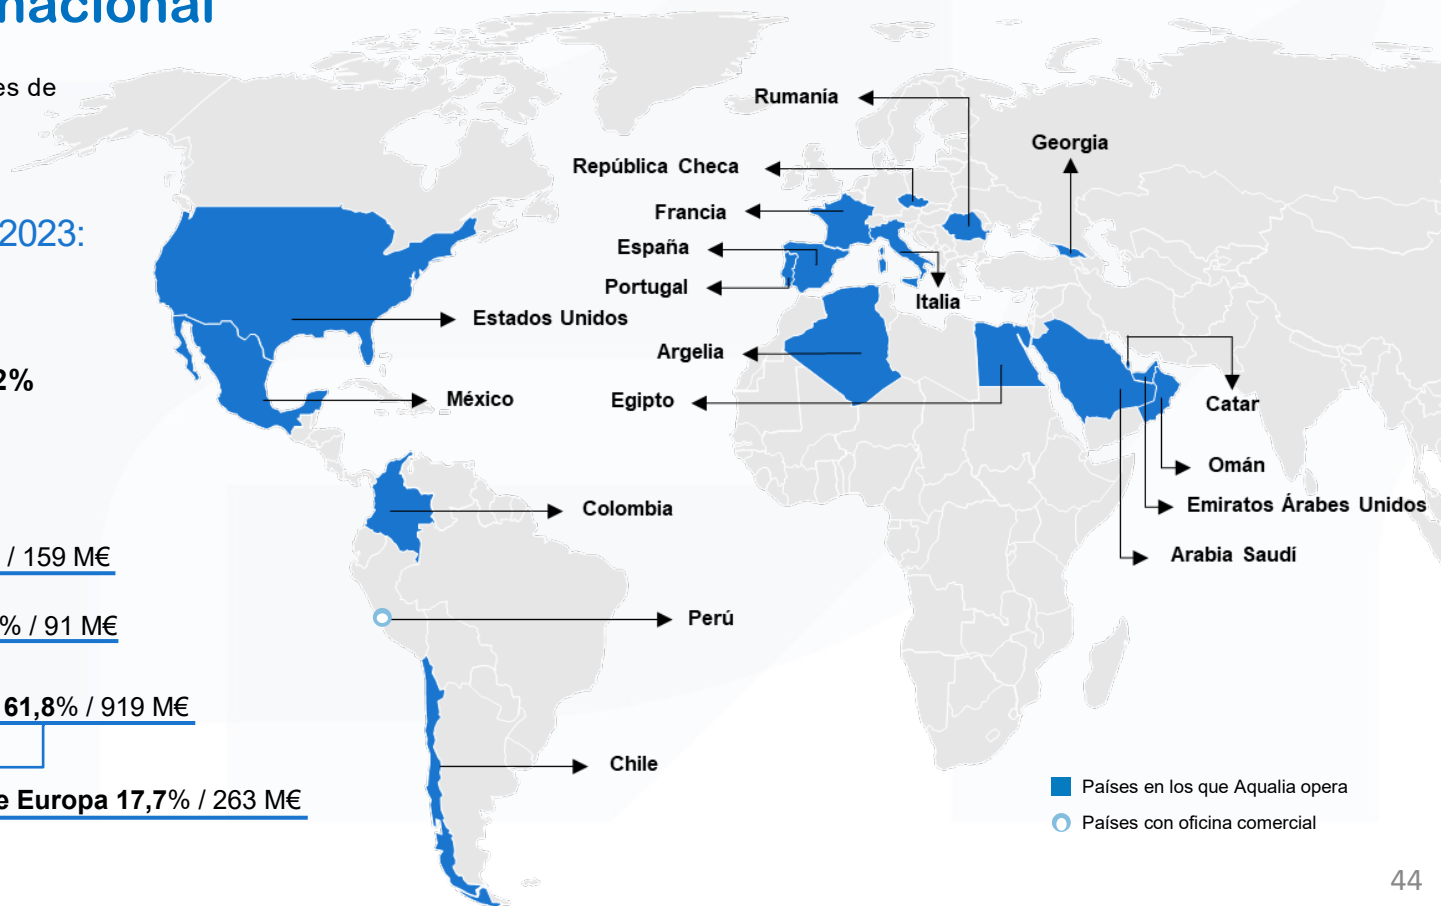 nacional
es de
2023:
2%
/ 159 M€
% / 91 M€
61,8% / 919 M€
e Europa 17,7% / 263 M€
Rumanía
Georgia
República Checa
Francia
España
Portugal
Italia
Estados Unidos
Argelia
México
Egipto
Catar
Omán
Colombia
Emiratos Árabes Unidos
Arabia Saudí
Perú
Chile
Países en los que Aqualia opera
Países con oficina comercial
44